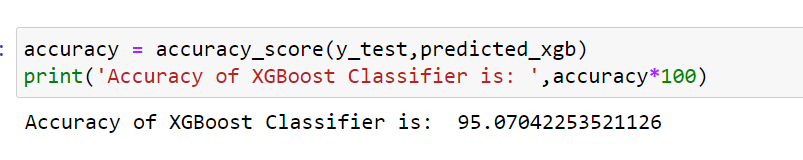 :
accuracy = accuracy_score(y_test,predicted_xgb)
print('Accuracy of XGBoost Classifier is: ',accuracy*100)
Accuracy of XGBoost Classifier is:  95.07042253521126